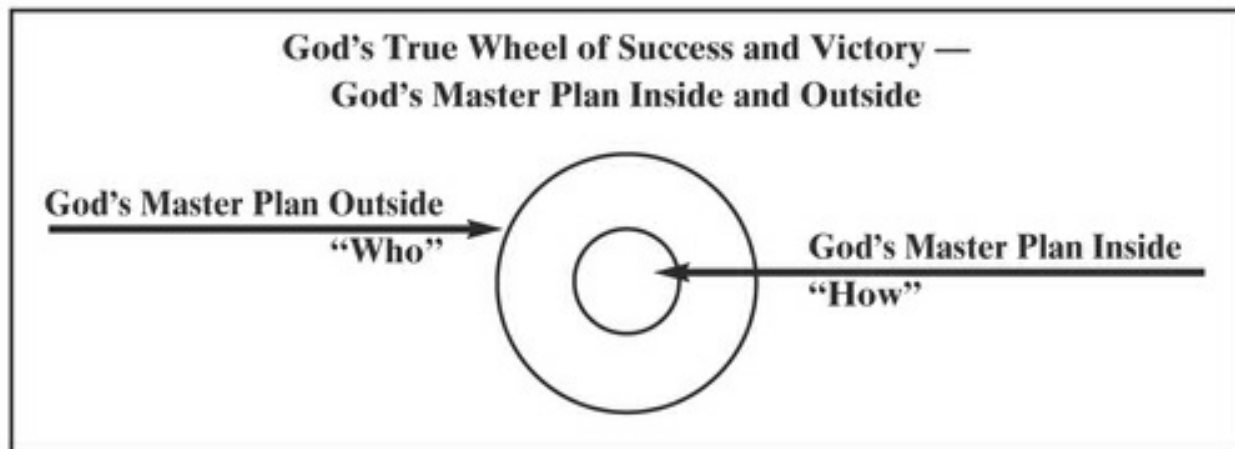 God’s True Wheel of Success and Victory —
God’s Master Plan Inside and Outside
God’s Master Plan Outside
“Who”
God’s Master Plan Inside
“How”